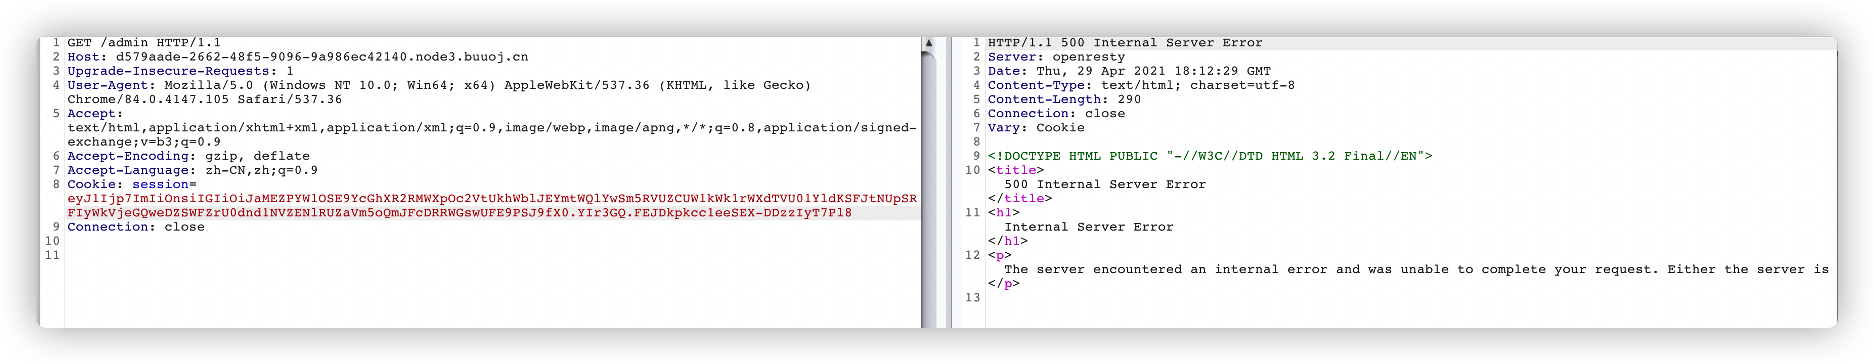 1 GET /admin HTTP/1.1
2 Host: d579aade-2662-48f5-9096-9a986ec42140.node3.buuoj.cn
3 Upgrade-Insecure-Requests: 1
4 User-Agent: Mozilla/5.0 (Windows NT 10.0; Win64; x64) AppleWebKit/537.36 (KHTML, like Gecko)
Chrome/84.0.4147.105 Safari/537.36
5 Accept:
text/html,application/xhtml+xml,application/xml;q=0.9,image/webp,image/apng,*/*;q=0.8,application/signed-
exchange;v=b3;q=0.9
6 Accept-Encoding: gzip, deflate
7 Accept-Language: zh-CN,zh;q=0.9
8 Cookie: session=
9 Connection: close
10
11
1 HTTP/1.1 500 Internal Server Error
2 Server: openresty
3 Date: Thu, 29 Apr 2021 18:12:29 GMT
4 Content-Type: text/html; charset=utf-8
5 Content-Length: 290
6 Connection: close
7 Vary: Cookie
8
9 <!DOCTYPE HTML PUBLIC "-//W3C//DTD HTML 3.2 Final//EN">
10 <title>
500 Internal Server Error
</title>
11 <h1>
Internal Server Error
</h1>
12 <p>
The server encountered an internal error and was unable to complete your request. Either the server is
</p>
13